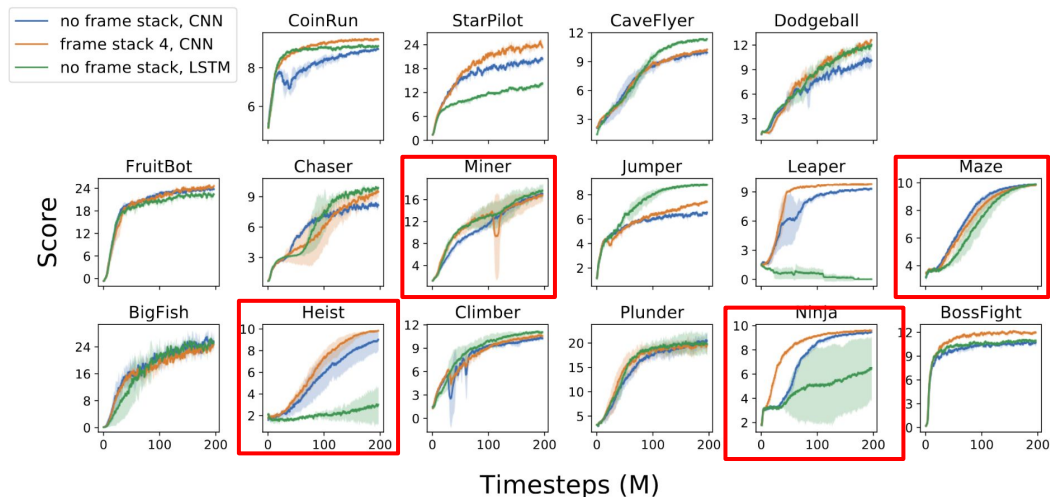 no frame stack, CNN
frame stack 4, CNN
no frame stack, LSTM
CoinRun
StarPilot
CaveFlyer
Dodgeball
8
6
24
18
12
6
0
12
9
6
3
12
9
6
3
0
FruitBot
Chaser
Miner
Jumper
Leaper
Maze
24
18
12
6
0
9
6
3
0
16
12
8
4
0
8
6
4
2
9
6
3
0
10
8
6
4
Score
BigFish
Heist
Climber
Plunder
Ninja
BossFight
24
16
8
0
10
8
6
4
2
0
12
9
6
3
0
20
15
10
5
10
8
6
4
2
12
9
6
3
0
0 100 200
0 100 200
0 100 200
0 100 200
0 100 200
0 100 200
Timesteps (M)